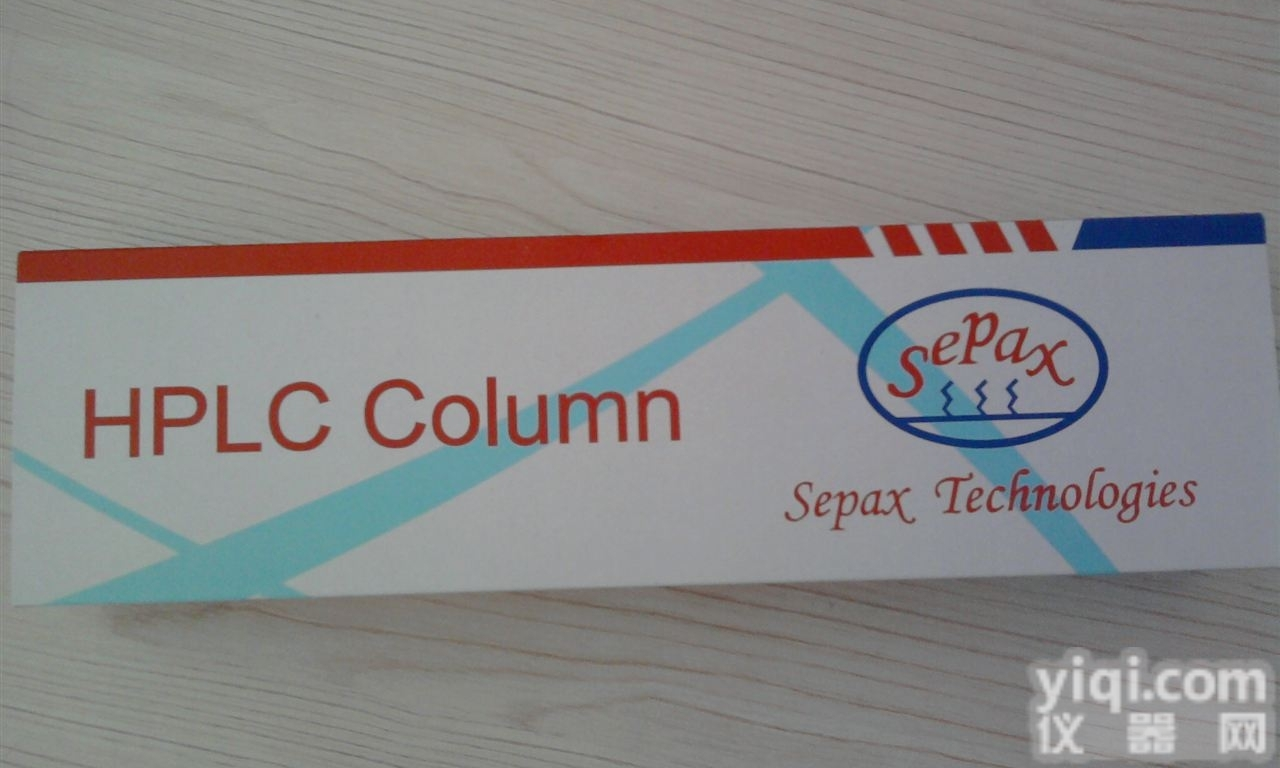 Sepax
HPLC Column
Sepax Technologies
yiqi.com
仪器网